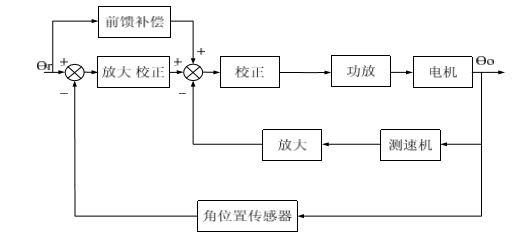 前馈补偿
+
Θr
+
放大 校正
+
校正
功放
电机
Θo
−
−
放大
测速机
角位置传感器